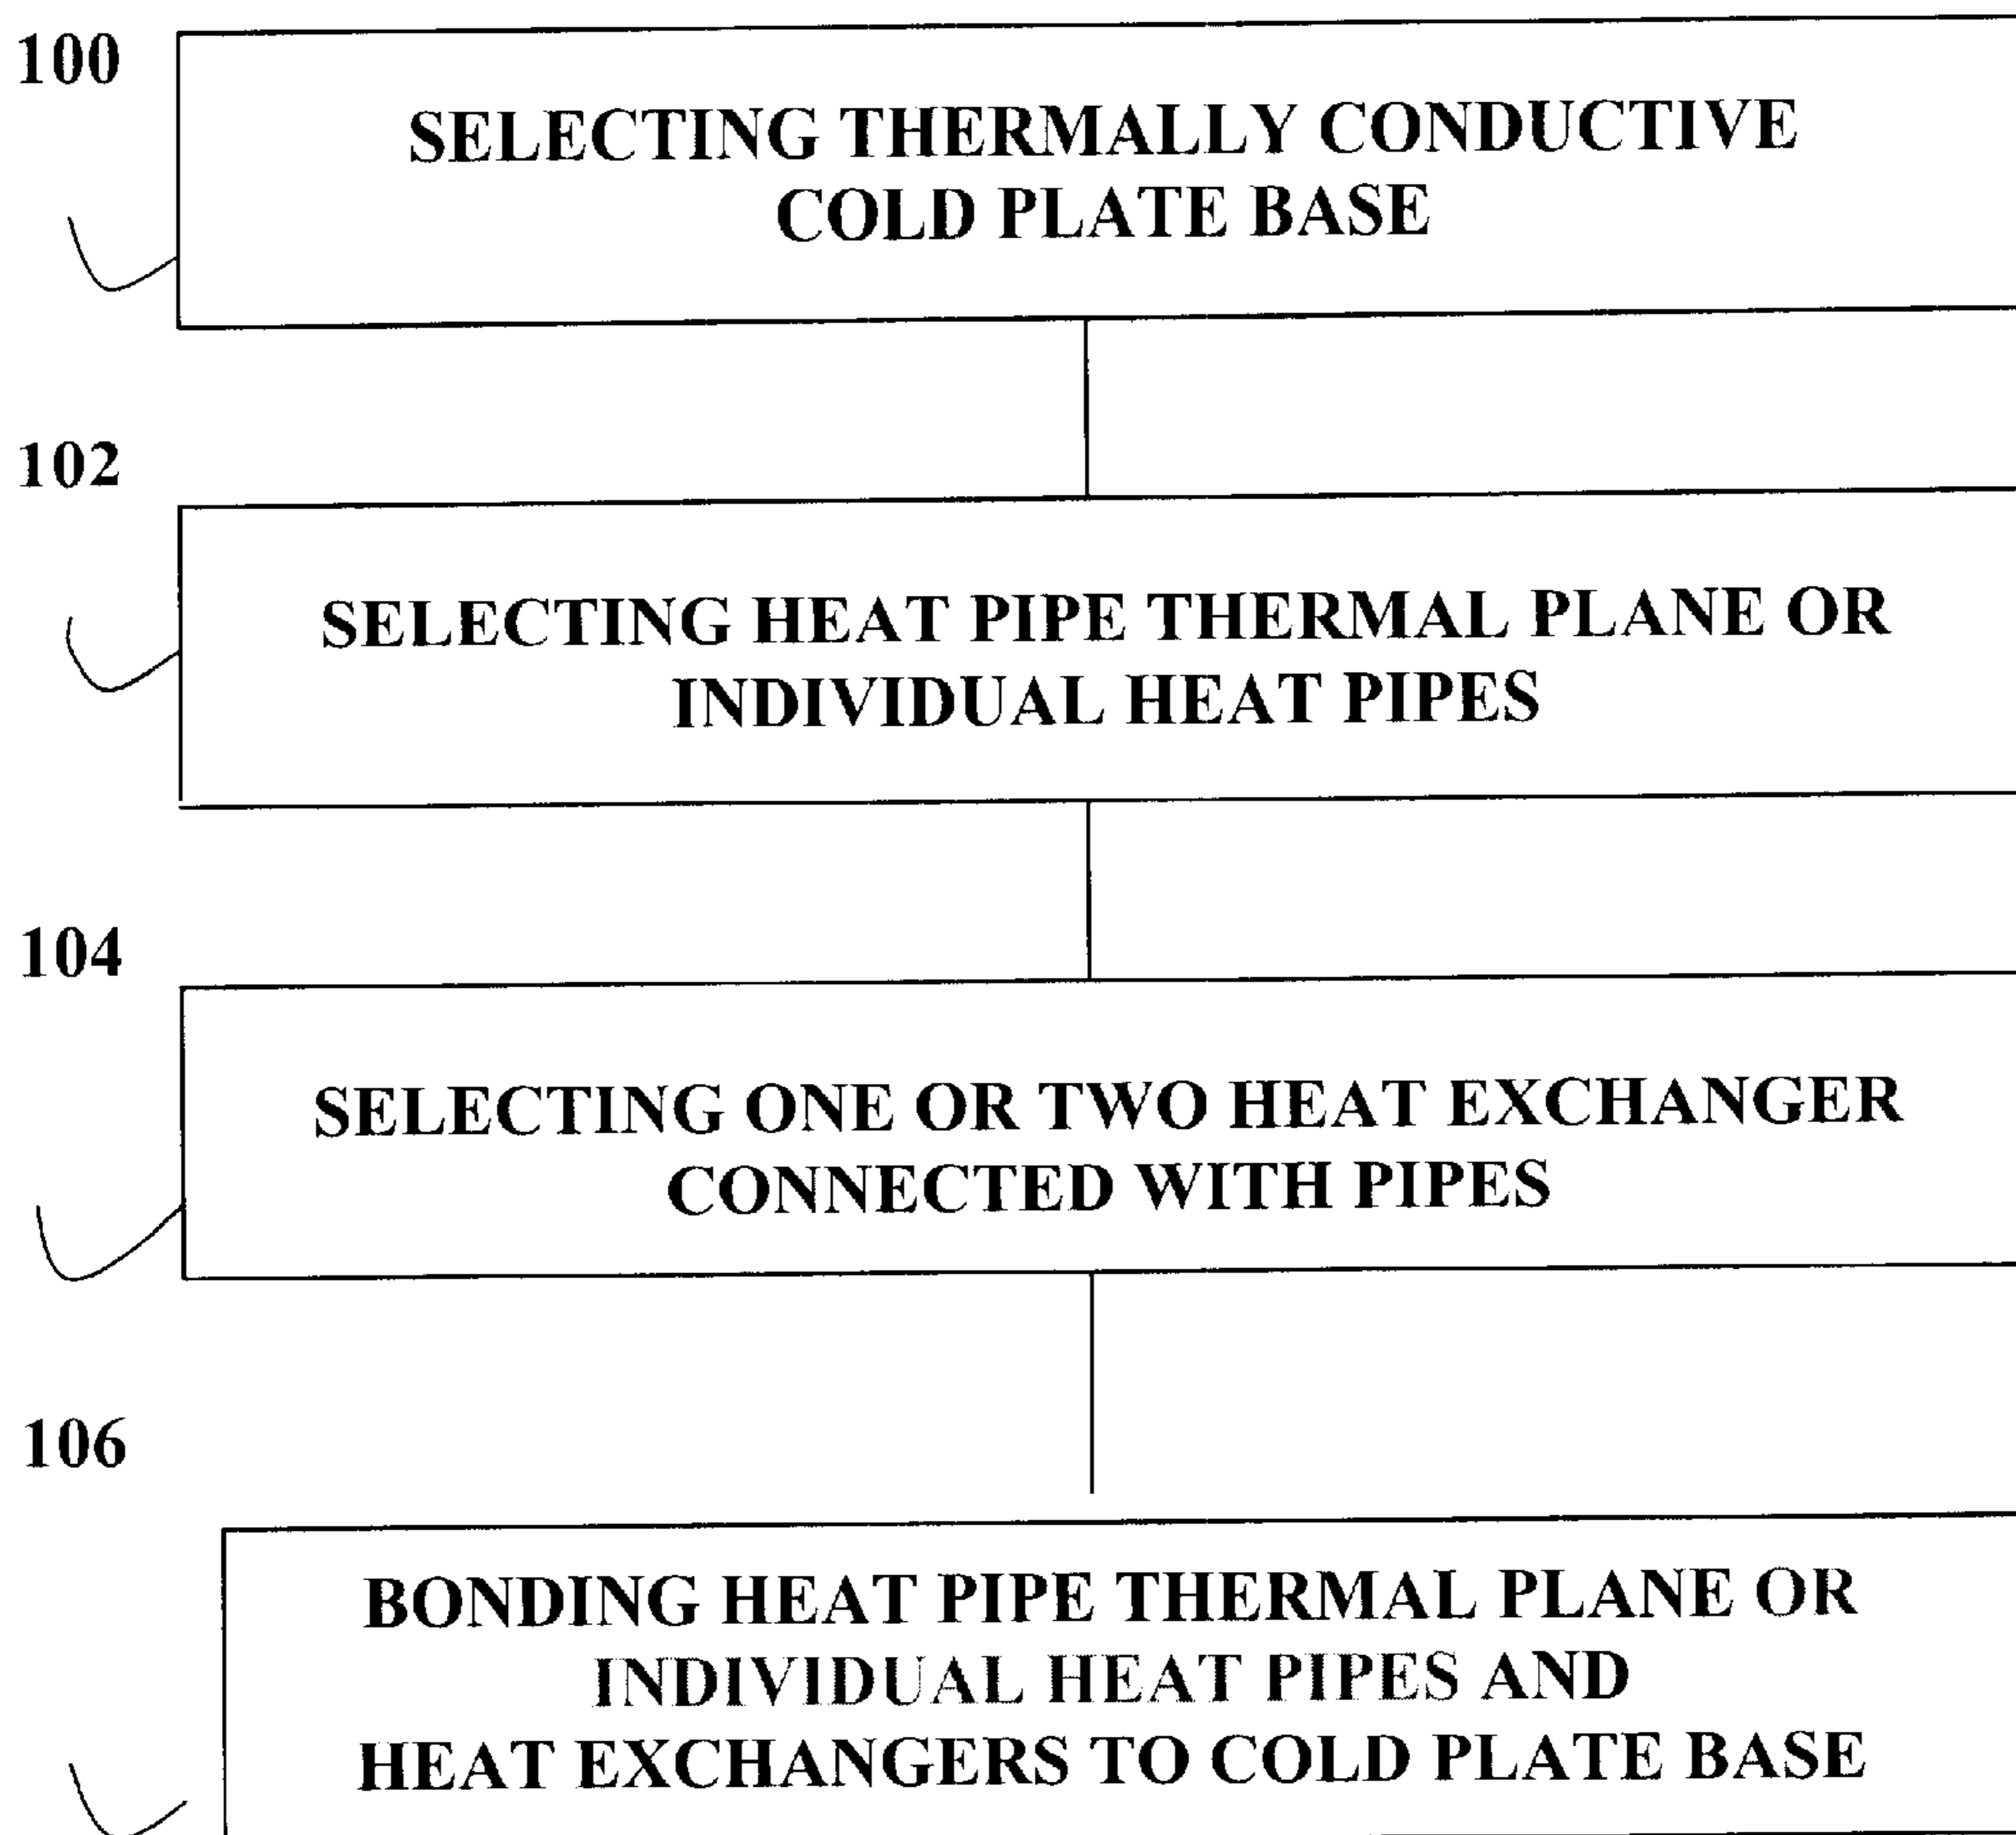 100
SELECTING THERMALLY CONDUCTIVE
COLD PLATE BASE
102
SELECTING HEAT PIPE THERMAL PLANE OR
INDIVIDUAL HEAT PIPES
104
SELECTING ONE OR TWO HEAT EXCHANGER
CONNECTED WITH PIPES
106
BONDING HEAT PIPE THERMAL PLANE OR
INDIVIDUAL HEAT PIPES AND
HEAT EXCHANGERS TO COLD PLATE BASE